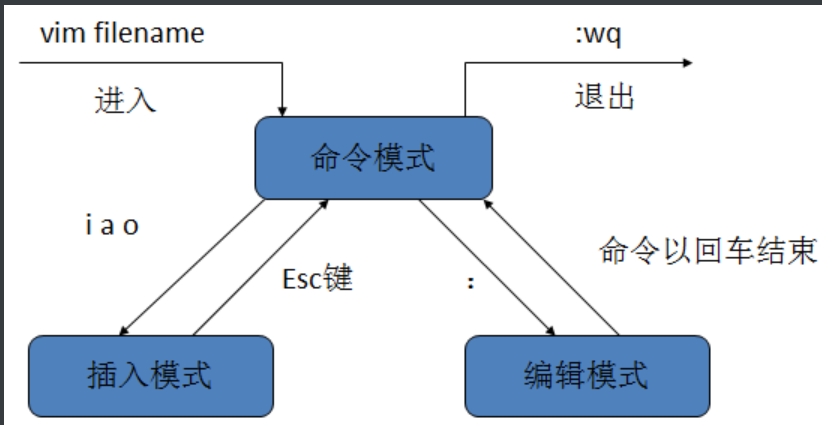 vim filename
:wq
进入
退出
命令模式
i a o
Esc键
:
命令以回车结束
插入模式
编辑模式